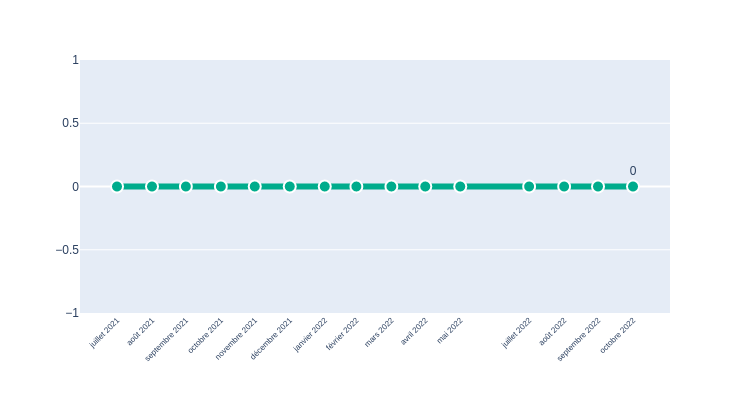 1
0.5
0
−0.5
−1
0
juillet 2021
août 2021
septembre 2021
octobre 2021
novembre 2021
décembre 2021
janvier 2022
février 2022
mars 2022
avril 2022
mai 2022
juillet 2022
août 2022
septembre 2022
octobre 2022